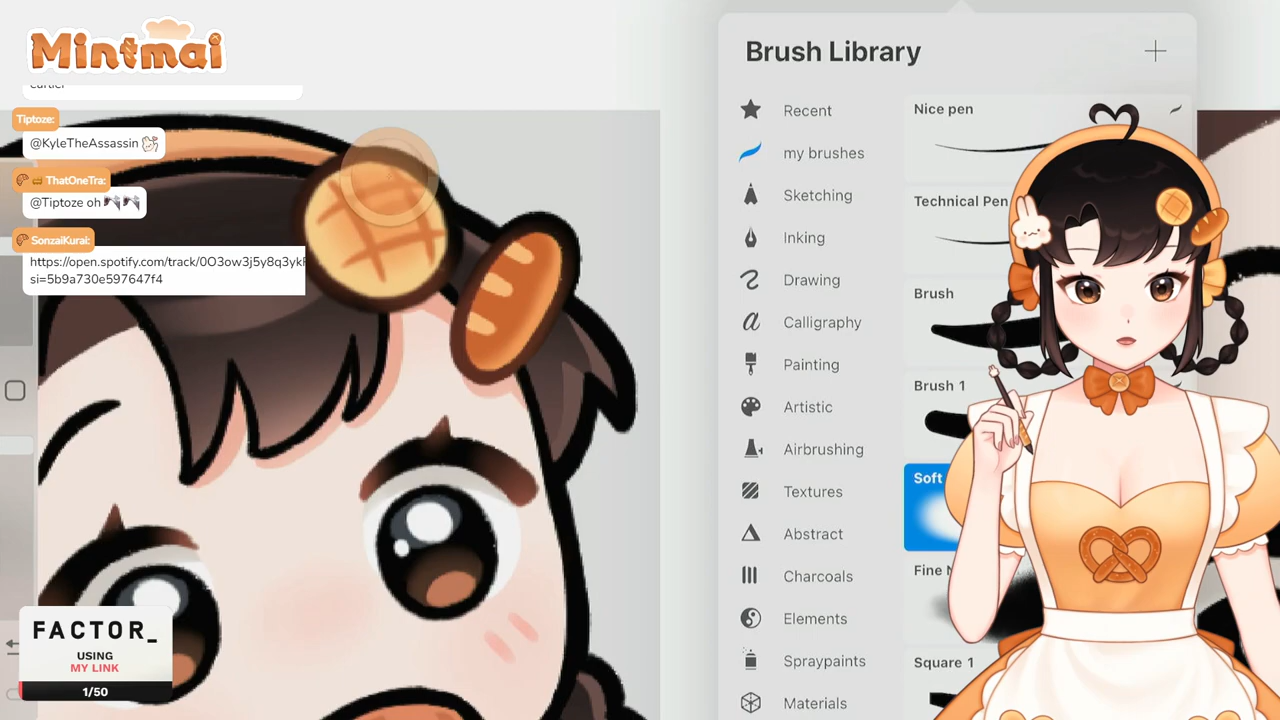 Mintmai
Tiptoze:
@KyleTheAssassin
ThatOneTra:
@Tiptoze oh
SonzaiKurai:
https://open.spotify.com/track/0O3ow3j5y8q3ykF
si=5b9a730e597647f4
FACTOR_
USING
MY LINK
1/50
Brush Library
Recent
my brushes
Sketching
Inking
Drawing
Calligraphy
Painting
Artistic
Airbrushing
Textures
Abstract
Charcoals
Elements
Spraypaints
Materials
Nice pen
Technical Pen
Brush
Brush 1
Soft
Fine
Square 1